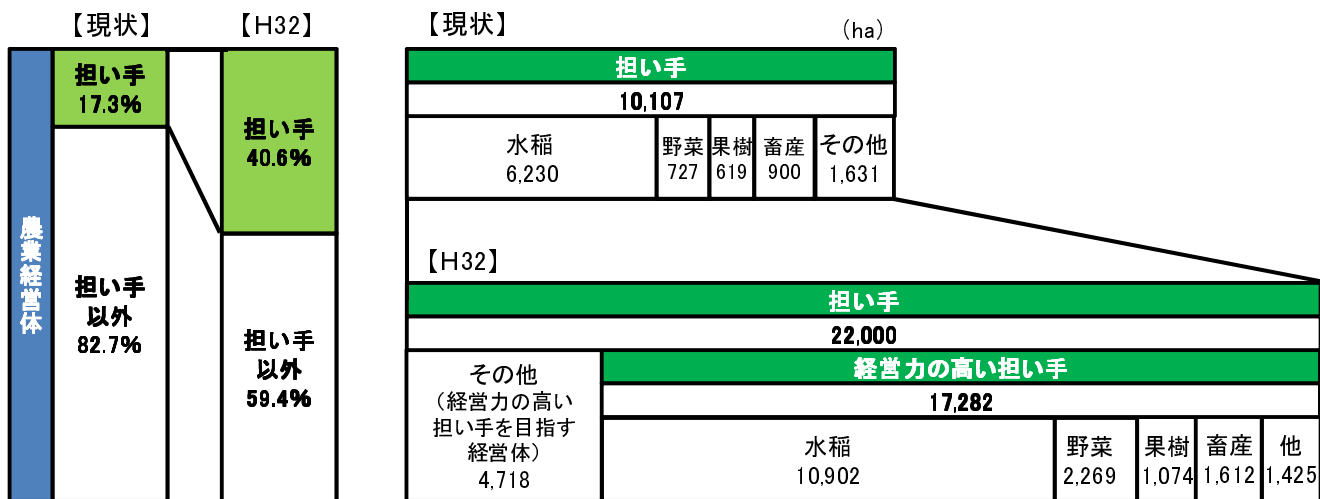 【現状】
【H32】
農業経営体
担い手
17.3%
担い手
以外
82.7%
担い手
40.6%
担い手
以外
59.4%
【現状】
(ha)
担い手
10,107
水稲
6,230
野菜
727
果樹
619
畜産
900
その他
1,631
【H32】
担い手
22,000
その他
(経営力の高い
担い手を目指す
経営体)
4,718
経営力の高い担い手
17,282
水稲
10,902
野菜
2,269
果樹
1,074
畜産
1,612
他
1,425